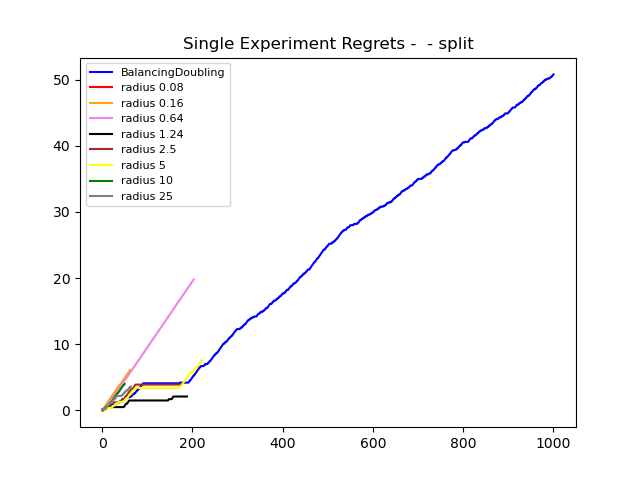 Single Experiment Regrets -  - split
BalancingDoubling
radius 0.08
radius 0.16
radius 0.64
radius 1.24
radius 2.5
radius 5
radius 10
radius 25
50
40
30
20
10
0
0 200 400 600 800 1000